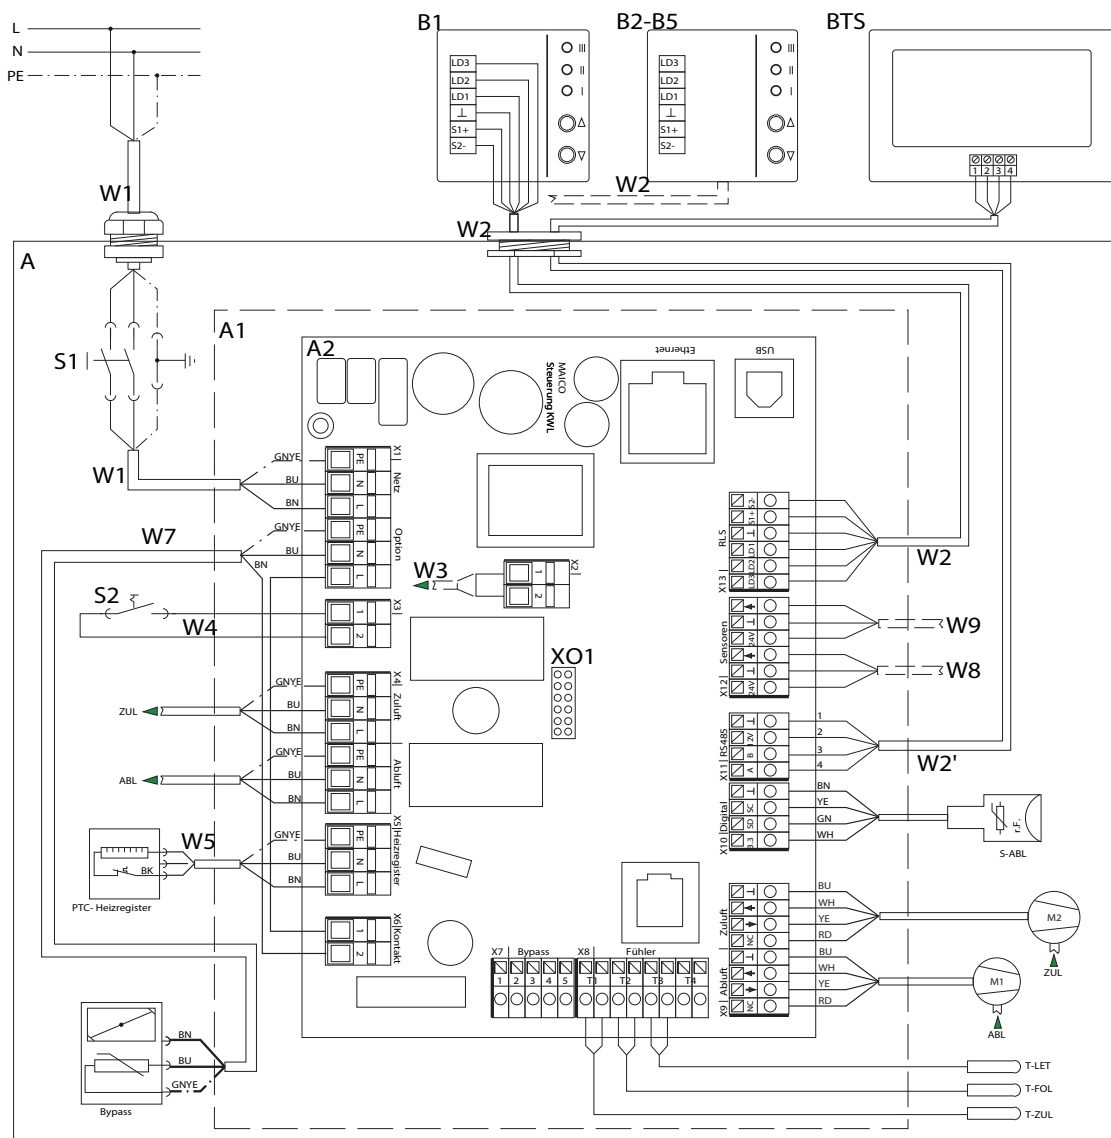 L
N
PE
B1
B2-B5
BTS
LD3
LD2
LD1
⊥
S1+
S2-
III
II
I
△
▽
LD3
LD2
LD1
⊥
S1+
S2-
III
II
I
△
▽
1 2 3 4
W1
W2
W2
A
S1
A1
A2
MAICO
Steuerung KWL
Ethernet
USB
W1
GNYE
BU
BN
PE
N
L
X1
Netz
W7
GNYE
BU
BN
PE
N
L
Option
W3
1
2
X2
S2
W4
1
2
X3
XO1
ZUL
GNYE
BU
BN
PE
N
L
X4
Zuluft
ABL
GNYE
BU
BN
PE
N
L
Abluft
W5
BK
PTC- Heizregister
GNYE
BU
BN
PE
N
L
X5
Heizregister
1
2
X6
Kontakt
BN
BU
GNYE
Bypass
X7 Bypass
1 2 3 4 5
X8 Fühler
T1 T2 T3 T4
RLS
X13
S2-
S1+
⊥
LD1
LD2
LD3
W2
Sensoren
X12
⊥
24V
⊥
24V
W9
W8
RS485
X11
⊥
12V
B
A
1
2
3
4
W2'
Digital
X10
⊥
SC
SD
3.3
BN
YE
GN
WH
r.F.
S-ABL
Zuluft
⊥
NC
BU
WH
YE
RD
M2
ZUL
Abluft
X9
⊥
NC
BU
WH
YE
RD
M1
ABL
T-LET
T-FOL
T-ZUL